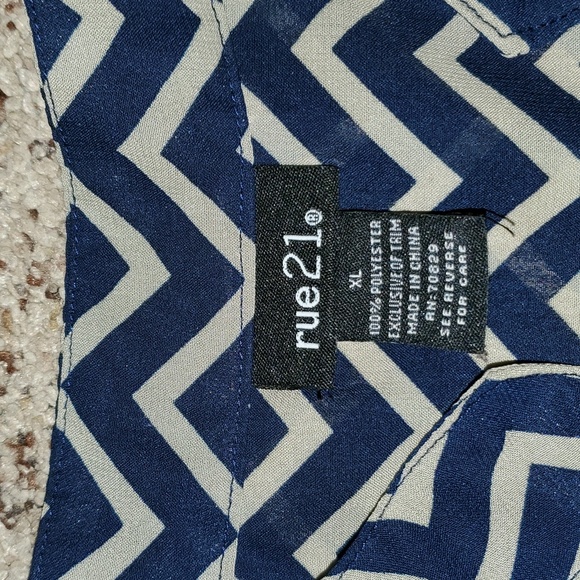 rue21®
XL
100% POLYESTER
EXCLUSIVE OF TRIM
MADE IN CHINA
RN:70829
SEE REVERSE
FOR CARE